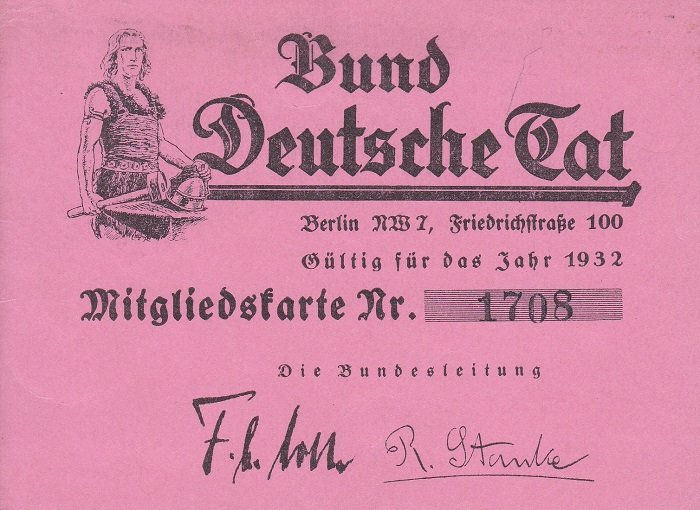 Bund
Deutsche Tat
Berlin NW 7, Friedrichstraße 100
Gültig für das Jahr 1932
Mitgliedskarte Nr. 1708
Die Bundesleitung
R. Stanke